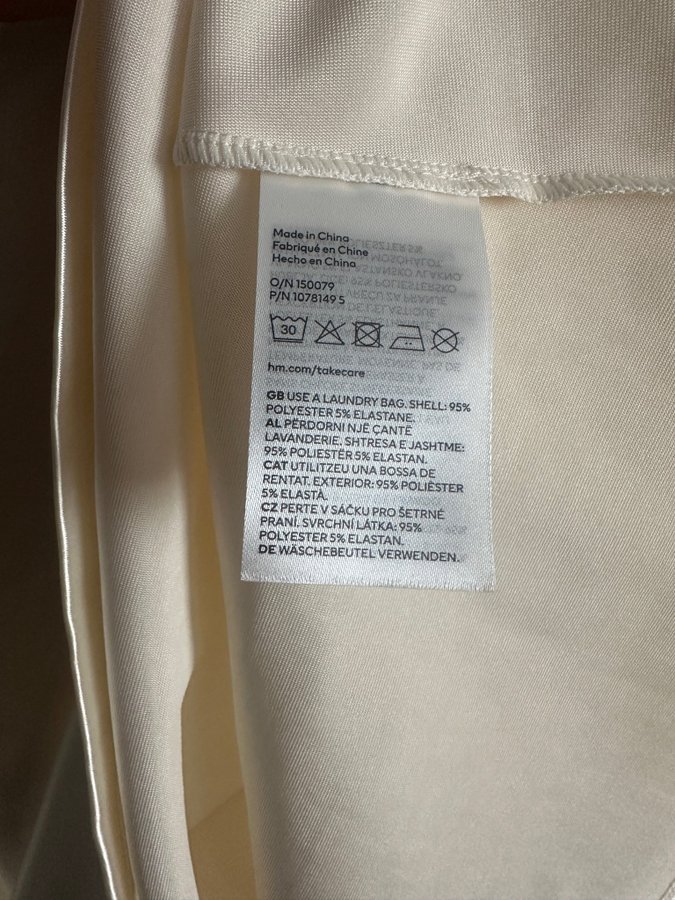 Made in China
Fabriqué en Chine
Hecho en China
O/N 150079
P/N 1078149 5
30
hm.com/takecare
GB USE A LAUNDRY BAG. SHELL: 95%
POLYESTER 5% ELASTANE.
AL PËRDORNI NJË ÇANTË
LAVANDERIE. SHTRESA E JASHTME:
95% POLIESTËR 5% ELASTAN.
CAT UTILITZEU UNA BOSSA DE
RENTAT. EXTERIOR: 95% POLIÈSTER
5% ELASTÀ.
CZ PERTE V SÁČKU PRO ŠETRNÉ
PRANÍ. SVRCHNÍ LÁTKA: 95%
POLYESTER 5% ELASTAN.
DE WÄSCHEBEUTEL VERWENDEN.